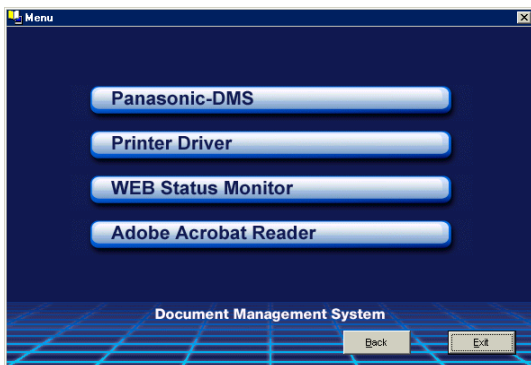 Menu
Panasonic-DMS
Printer Driver
WEB Status Monitor
Adobe Acrobat Reader
Document Management System
Back
Exit